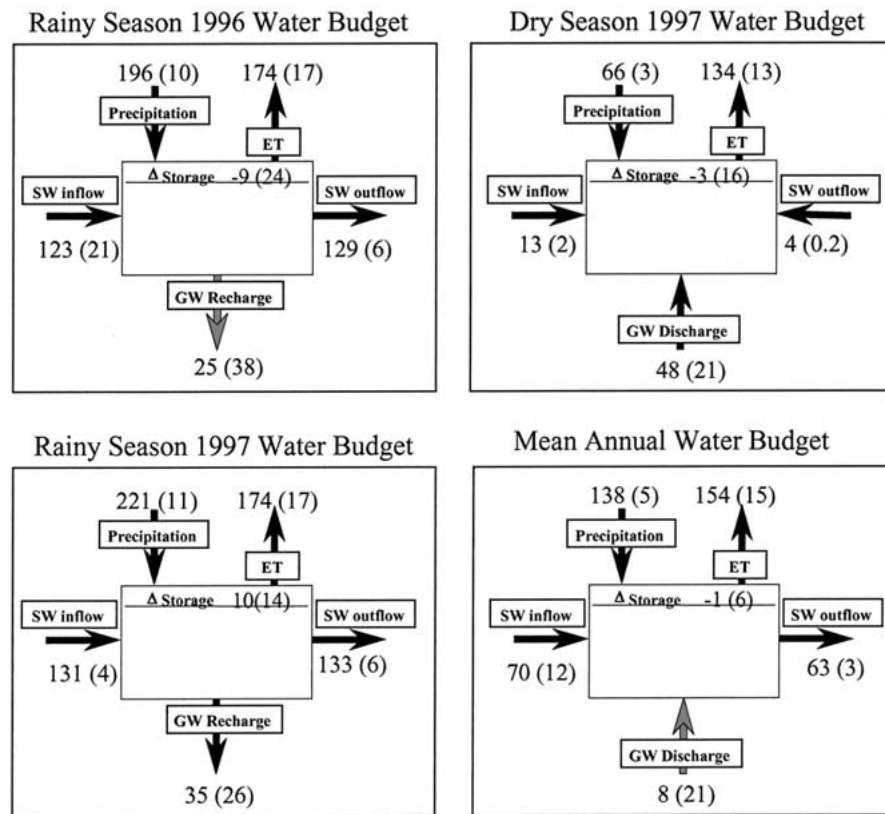 Rainy Season 1996 Water Budget
196 (10) 174 (17)
Precipitation
ET
Δ Storage -9 (24)
SW inflow
SW outflow
123 (21)
129 (6)
GW Recharge
25 (38)
Dry Season 1997 Water Budget
66 (3) 134 (13)
Precipitation
ET
Δ Storage -3 (16)
SW inflow
SW outflow
13 (2)
4 (0.2)
GW Discharge
48 (21)
Rainy Season 1997 Water Budget
221 (11) 174 (17)
Precipitation
ET
Δ Storage 10(14)
SW inflow
SW outflow
131 (4)
133 (6)
GW Recharge
35 (26)
Mean Annual Water Budget
138 (5) 154 (15)
Precipitation
ET
Δ Storage -1 (6)
SW inflow
SW outflow
70 (12)
63 (3)
GW Discharge
8 (21)